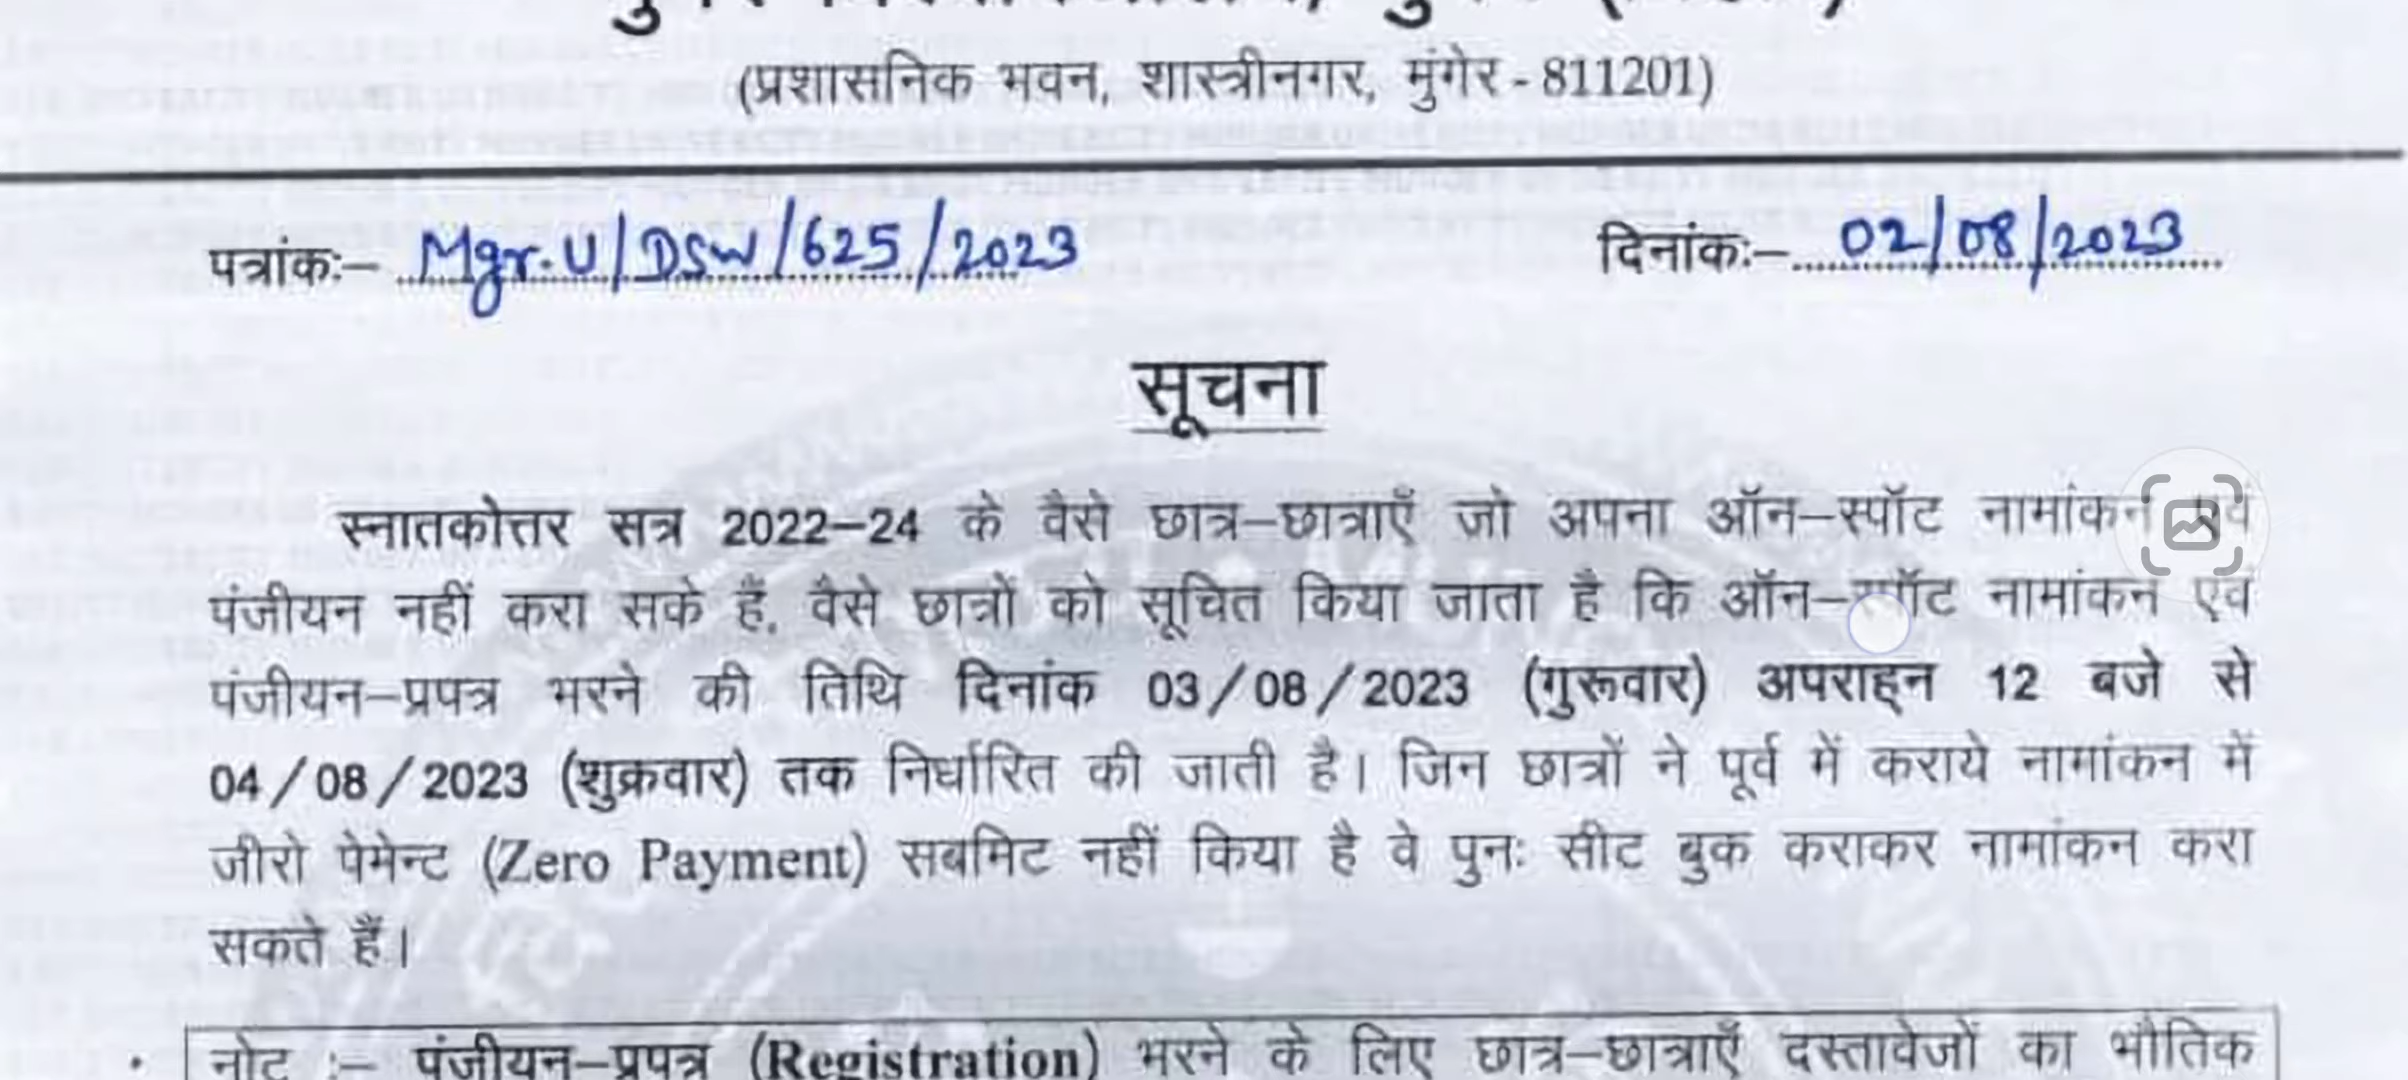 (प्रशासनिक भवन, शास्त्रीनगर, मुंगेर - 811201)
पत्रांकः– Mgr.U/DSW/625/2023 दिनांकः– 02/08/2023
सूचना
स्नातकोत्तर सत्र 2022–24 के वैसे छात्र–छात्राएँ जो अपना ऑन–स्पॉट नामांकन एवं
पंजीयन नहीं करा सके हैं, वैसे छात्रों को सूचित किया जाता है कि ऑन–स्पॉट नामांकन एवं
पंजीयन–प्रपत्र भरने की तिथि दिनांक 03/08/2023 (गुरूवार) अपराह्न 12 बजे से
04/08/2023 (शुक्रवार) तक निर्धारित की जाती है। जिन छात्रों ने पूर्व में कराये नामांकन में
जीरो पेमेन्ट (Zero Payment) सबमिट नहीं किया है वे पुनः सीट बुक कराकर नामांकन करा
सकते हैं।
नोट :– पंजीयन–प्रपत्र (Registration) भरने के लिए छात्र–छात्राएँ दस्तावेजों का भौतिक